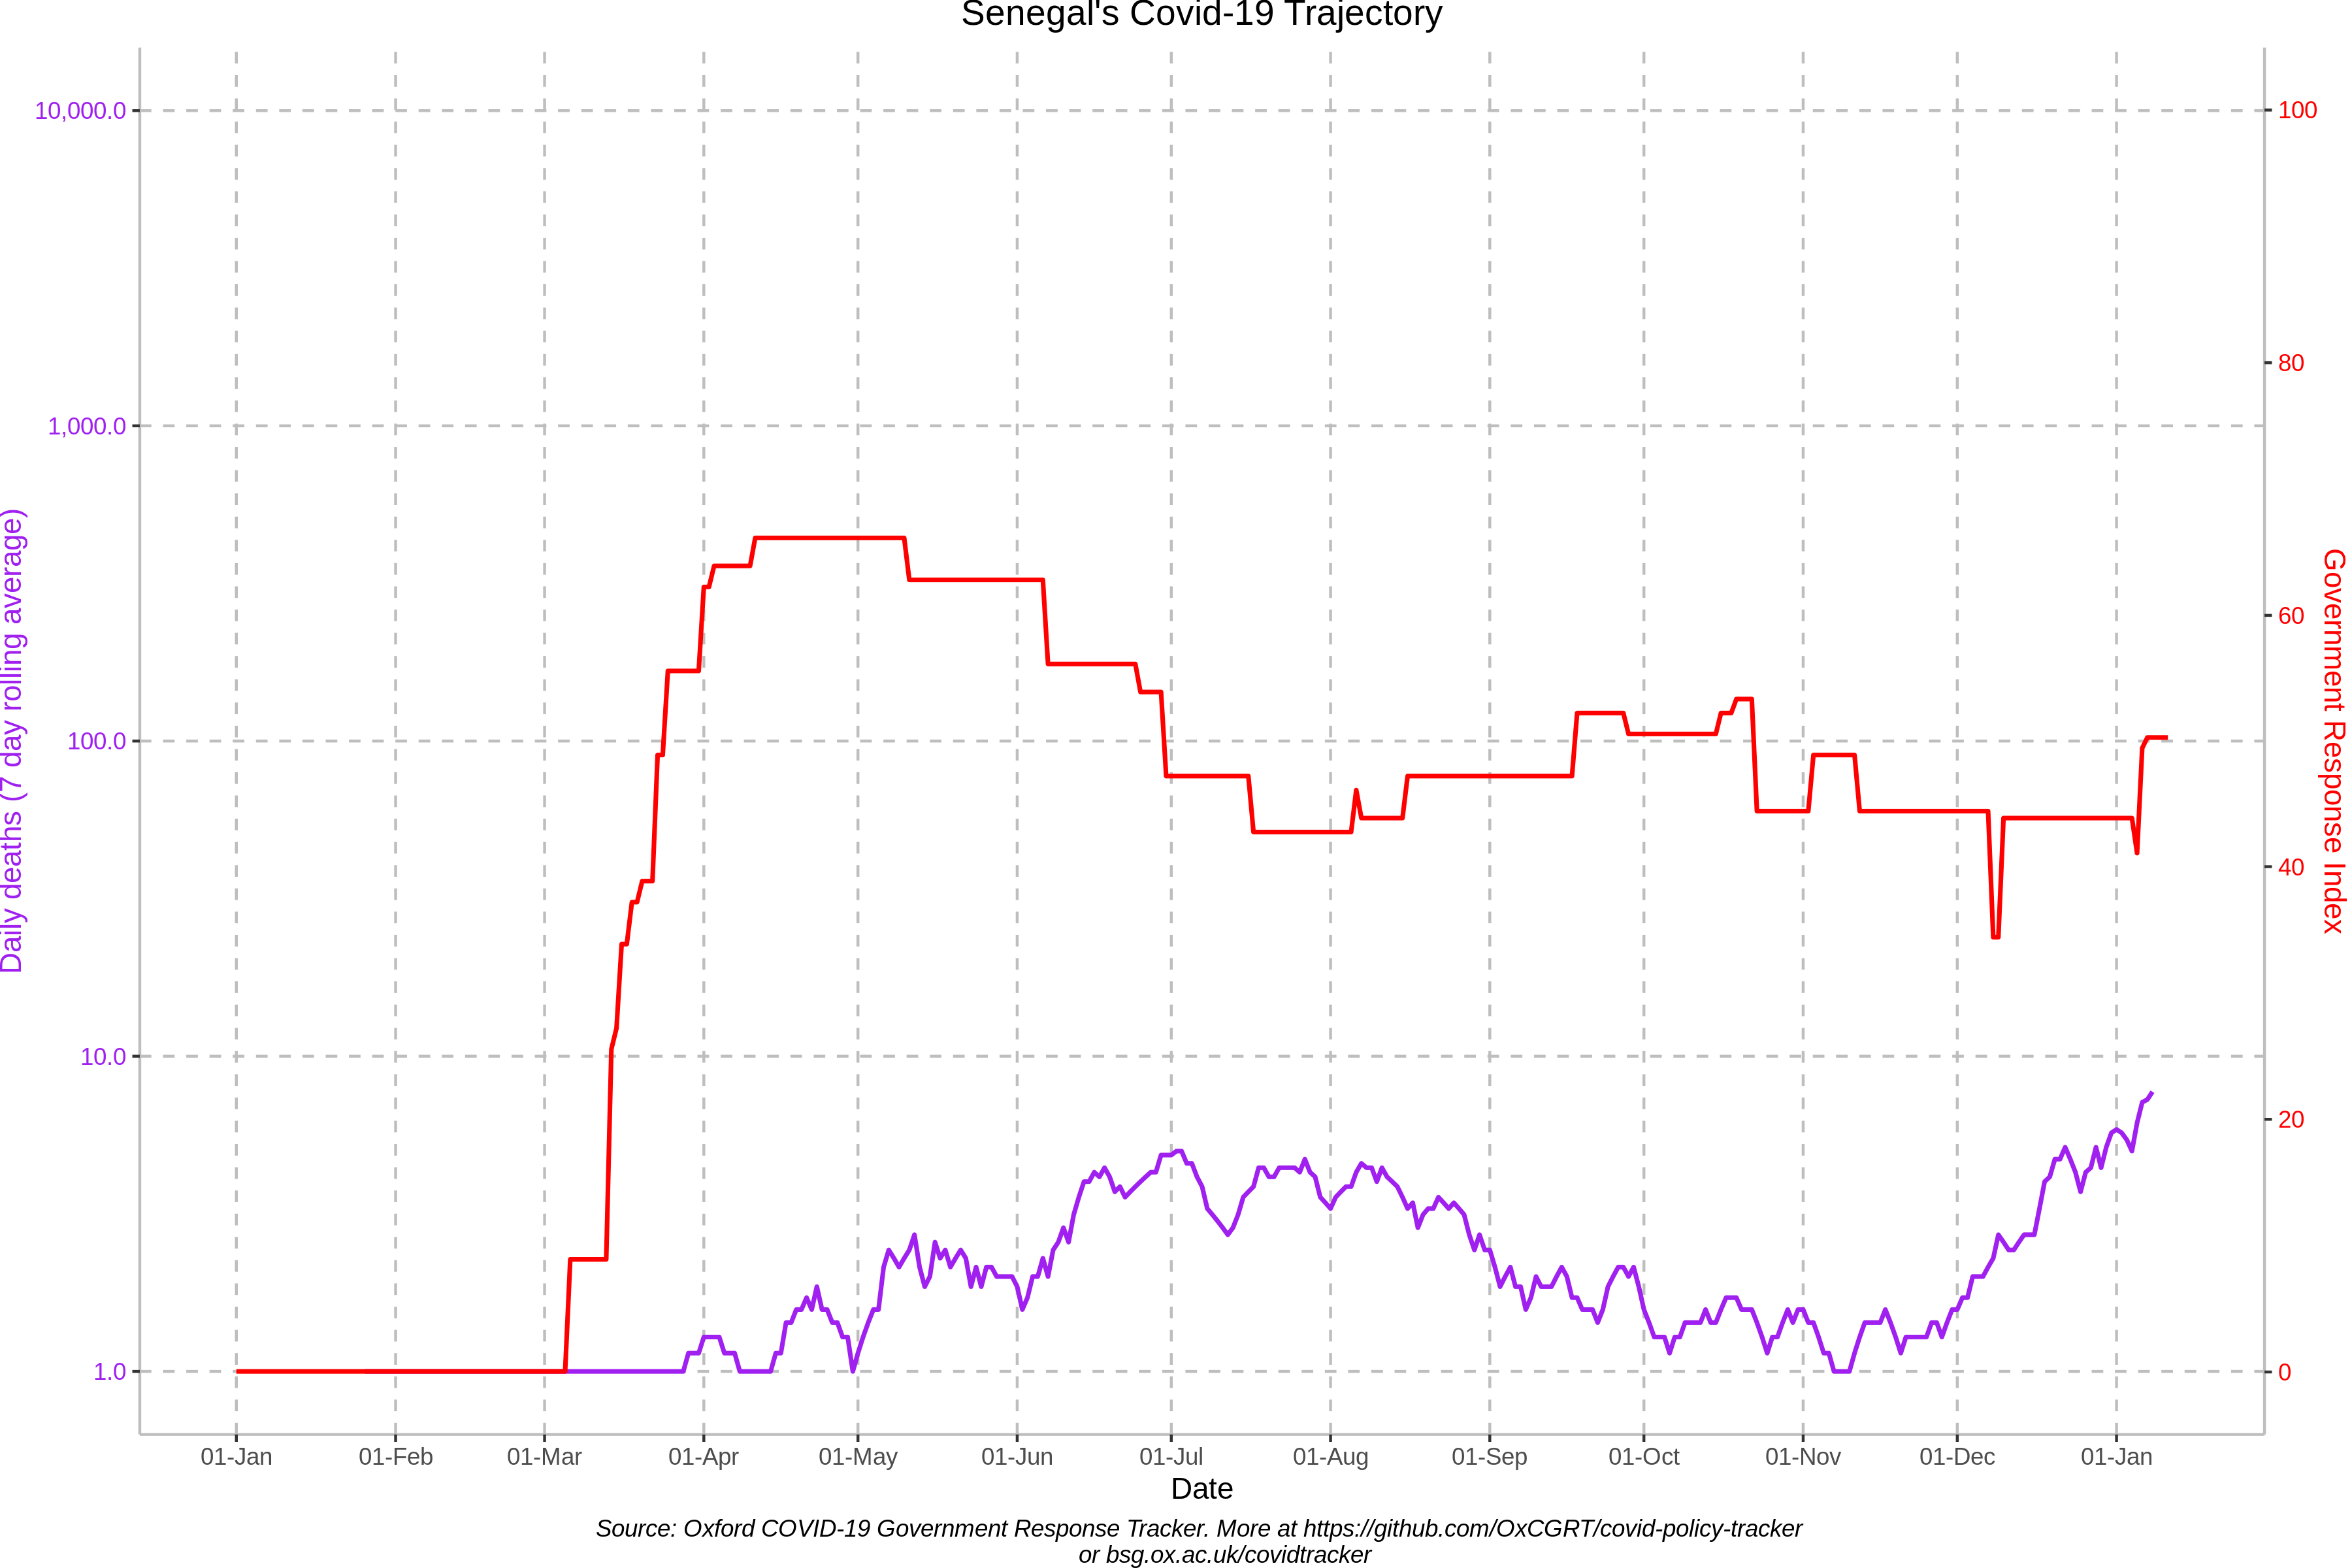 Senegal's Covid-19 Trajectory
Daily deaths (7 day rolling average)
10,000.0
1,000.0
100.0
10.0
1.0
100
80
60
40
20
0
Government Response Index
01-Jan 01-Feb 01-Mar 01-Apr 01-May 01-Jun 01-Jul 01-Aug 01-Sep 01-Oct 01-Nov 01-Dec 01-Jan
Date
Source: Oxford COVID-19 Government Response Tracker. More at https://github.com/OxCGRT/covid-policy-tracker
or bsg.ox.ac.uk/covidtracker